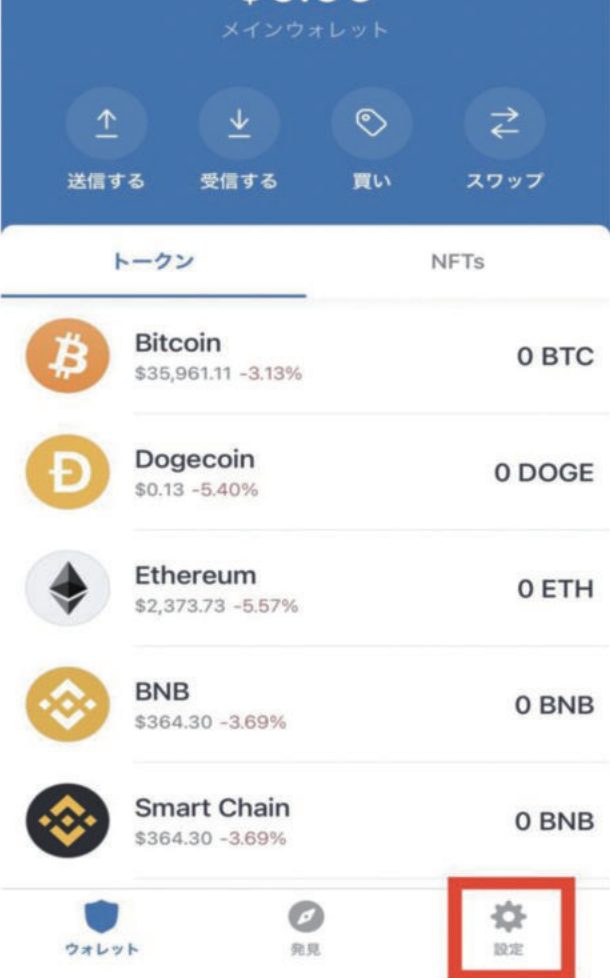 メインウォレット
送信する 受信する 買い スワップ
トークン NFTs
Bitcoin
$35,961.11 -3.13%
0 BTC
Dogecoin
$0.13 -5.40%
0 DOGE
Ethereum
$2,373.73 -5.57%
0 ETH
BNB
$364.30 -3.69%
0 BNB
Smart Chain
$364.30 -3.69%
0 BNB
ウォレット 発見 設定